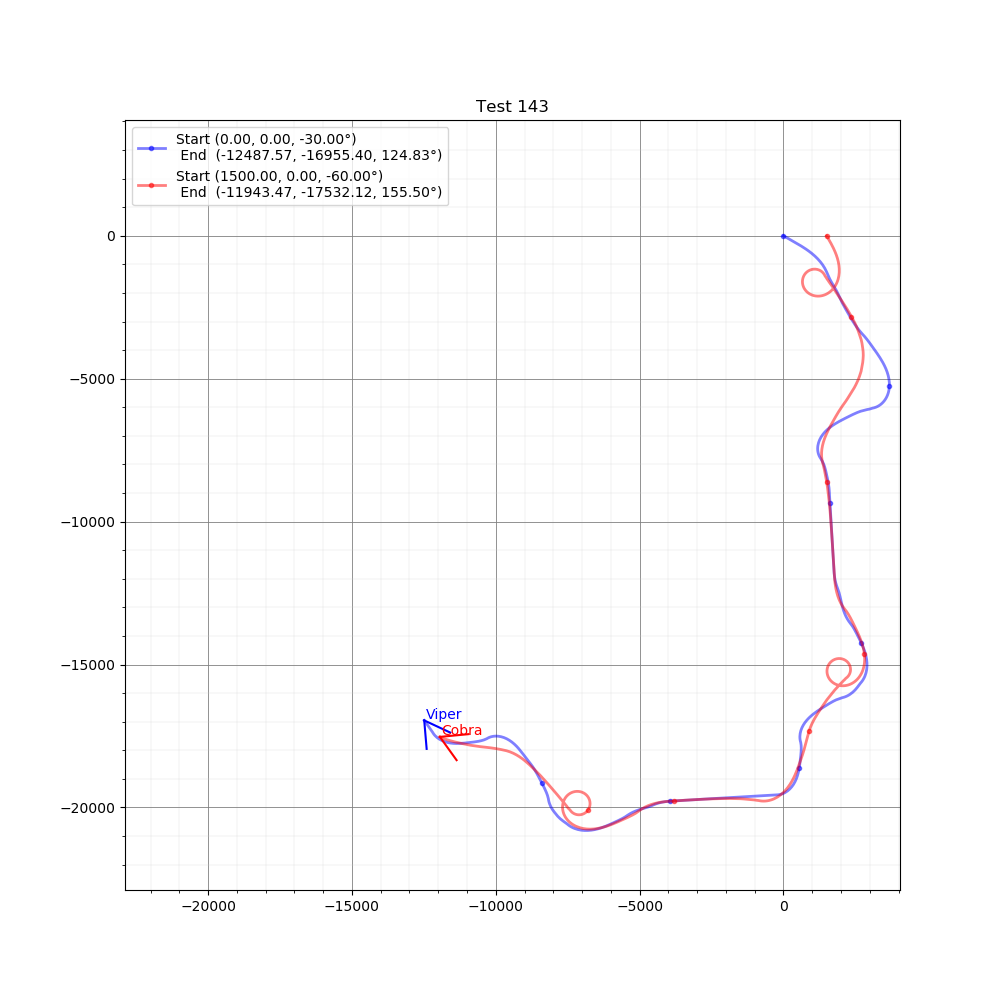 Test 143
Start (0.00, 0.00, -30.00°)
End (-12487.57, -16955.40, 124.83°)
Start (1500.00, 0.00, -60.00°)
End (-11943.47, -17532.12, 155.50°)
0
−5000
−10000
−15000
−20000
Viper
Cobra
−20000
−15000
−10000
−5000
0